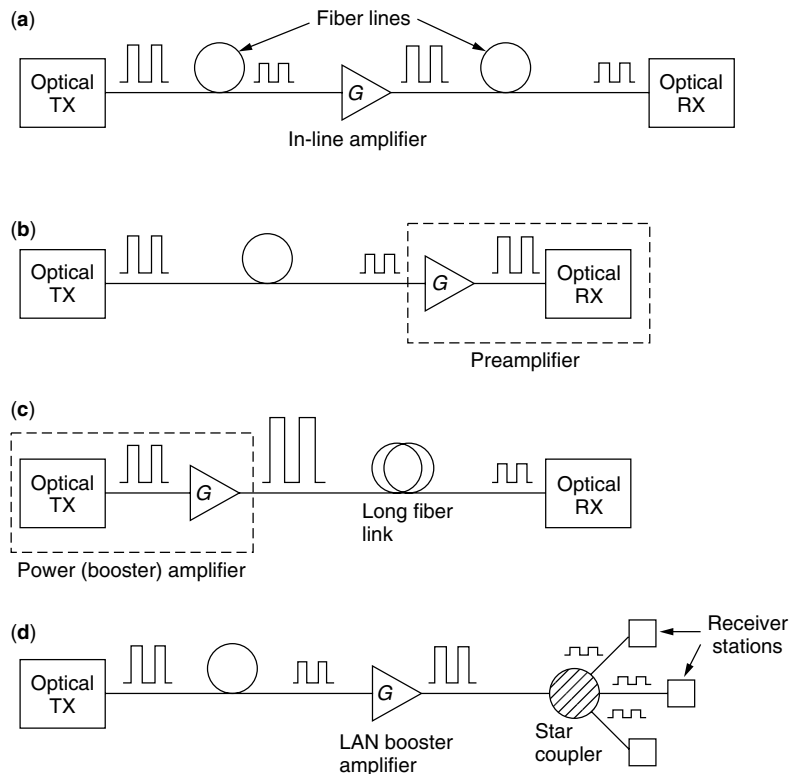 (a)
Fiber lines
Optical
TX
G
Optical
RX
In-line amplifier
(b)
Optical
TX
G
Optical
RX
Preamplifier
(c)
Optical
TX
G
Optical
RX
Long fiber
link
Power (booster) amplifier
(d)
Receiver
stations
Optical
TX
G
Star
coupler
LAN booster
amplifier